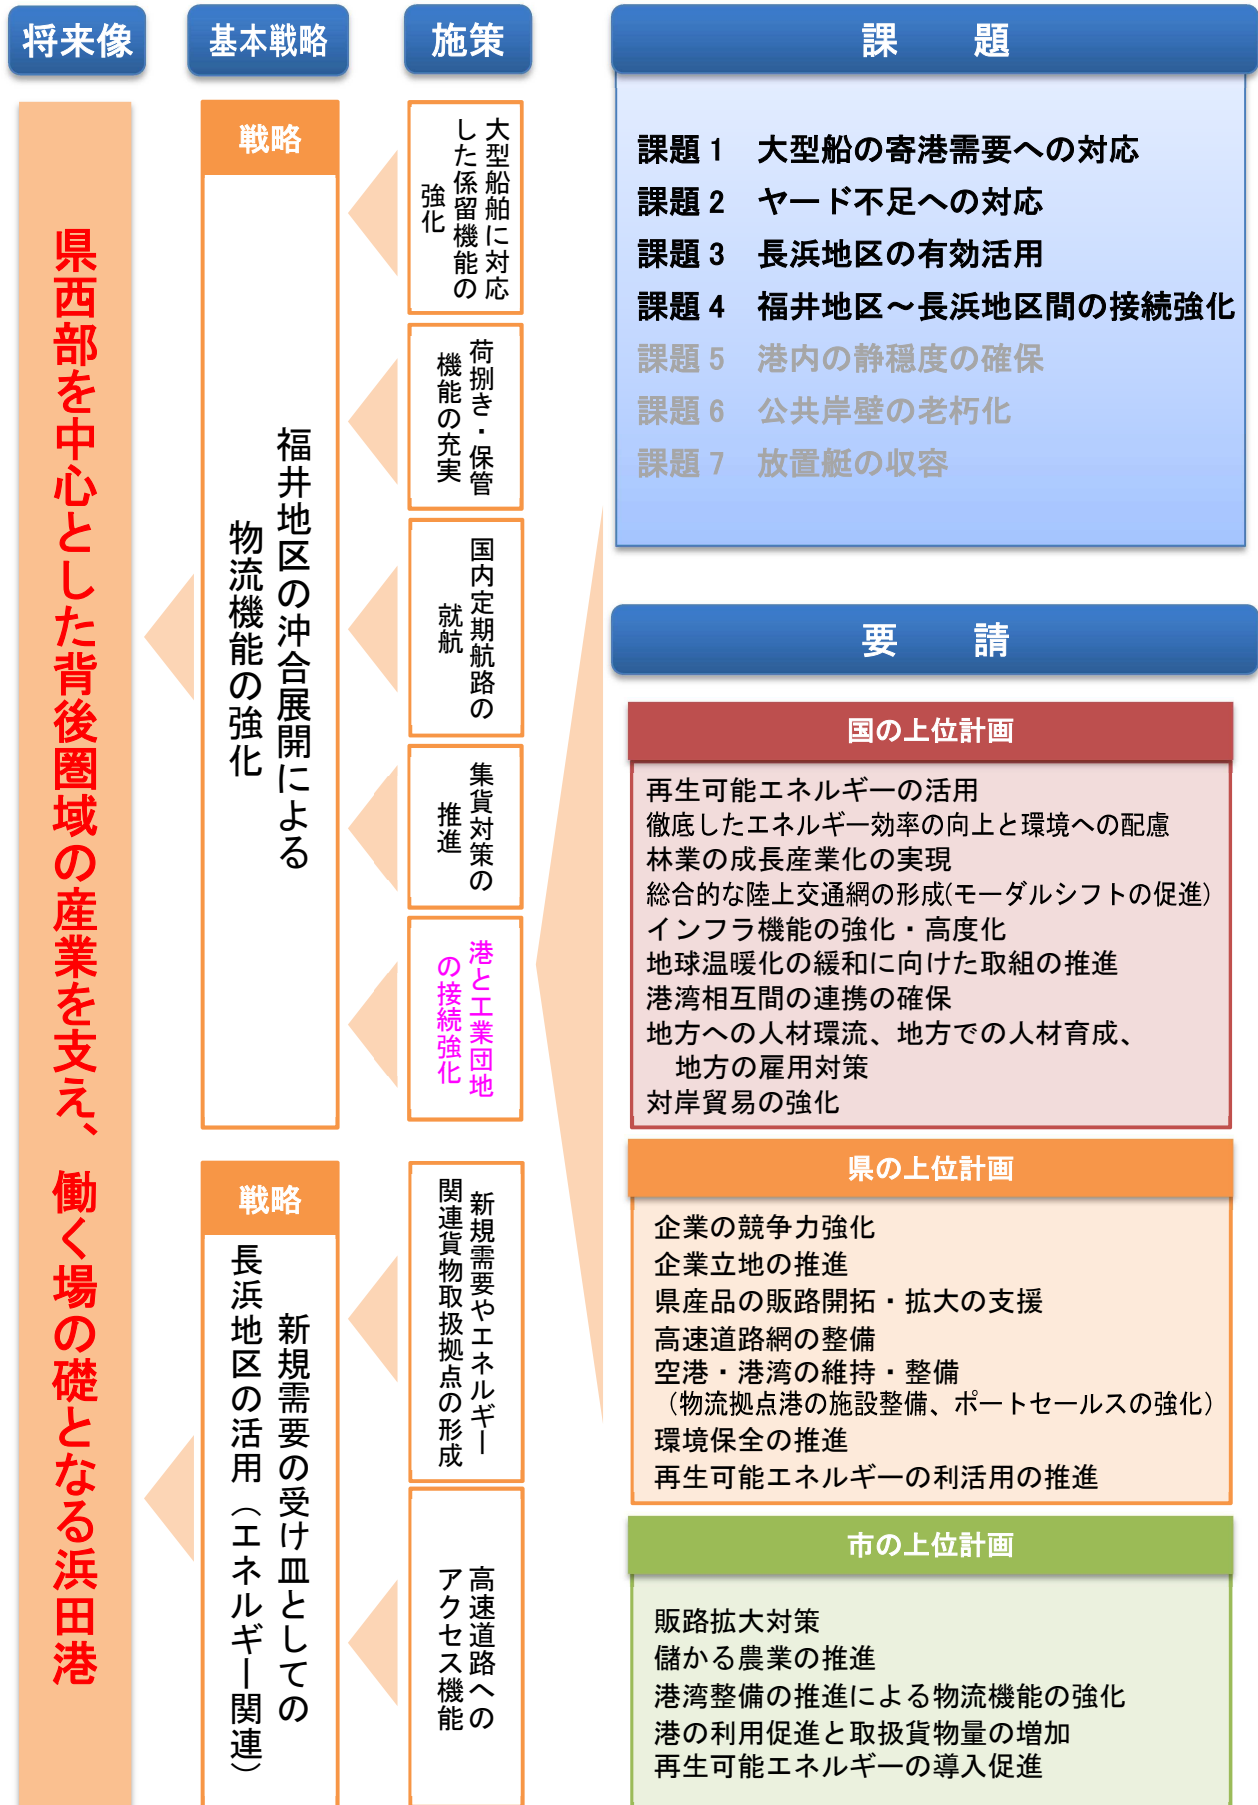 将来像
基本戦略
施策
課　題
県西部を中心とした背後圏域の産業を支え、働く場の礎となる浜田港
戦略
福井地区の沖合展開による
物流機能の強化
戦略
新規需要の受け皿としての
長浜地区の活用（エネルギー関連）
大型船舶に対応
した係留機能の
強化
荷捌き・保管
機能の充実
国内定期航路の
就航
集貨対策の
推進
港と工業団地
の接続強化
新規需要やエネルギー
関連貨物取扱拠点の形成
高速道路への
アクセス機能
課題１　大型船の寄港需要への対応
課題２　ヤード不足への対応
課題３　長浜地区の有効活用
課題４　福井地区～長浜地区間の接続強化
課題５　港内の静穏度の確保
課題６　公共岸壁の老朽化
課題７　放置艇の収容
要　請
国の上位計画
再生可能エネルギーの活用
徹底したエネルギー効率の向上と環境への配慮
林業の成長産業化の実現
総合的な陸上交通網の形成(モーダルシフトの促進)
インフラ機能の強化・高度化
地球温暖化の緩和に向けた取組の推進
港湾相互間の連携の確保
地方への人材環流、地方での人材育成、
地方の雇用対策
対岸貿易の強化
県の上位計画
企業の競争力強化
企業立地の推進
県産品の販路開拓・拡大の支援
高速道路網の整備
空港・港湾の維持・整備
（物流拠点港の施設整備、ポートセールスの強化）
環境保全の推進
再生可能エネルギーの利活用の推進
市の上位計画
販路拡大対策
儲かる農業の推進
港湾整備の推進による物流機能の強化
港の利用促進と取扱貨物量の増加
再生可能エネルギーの導入促進